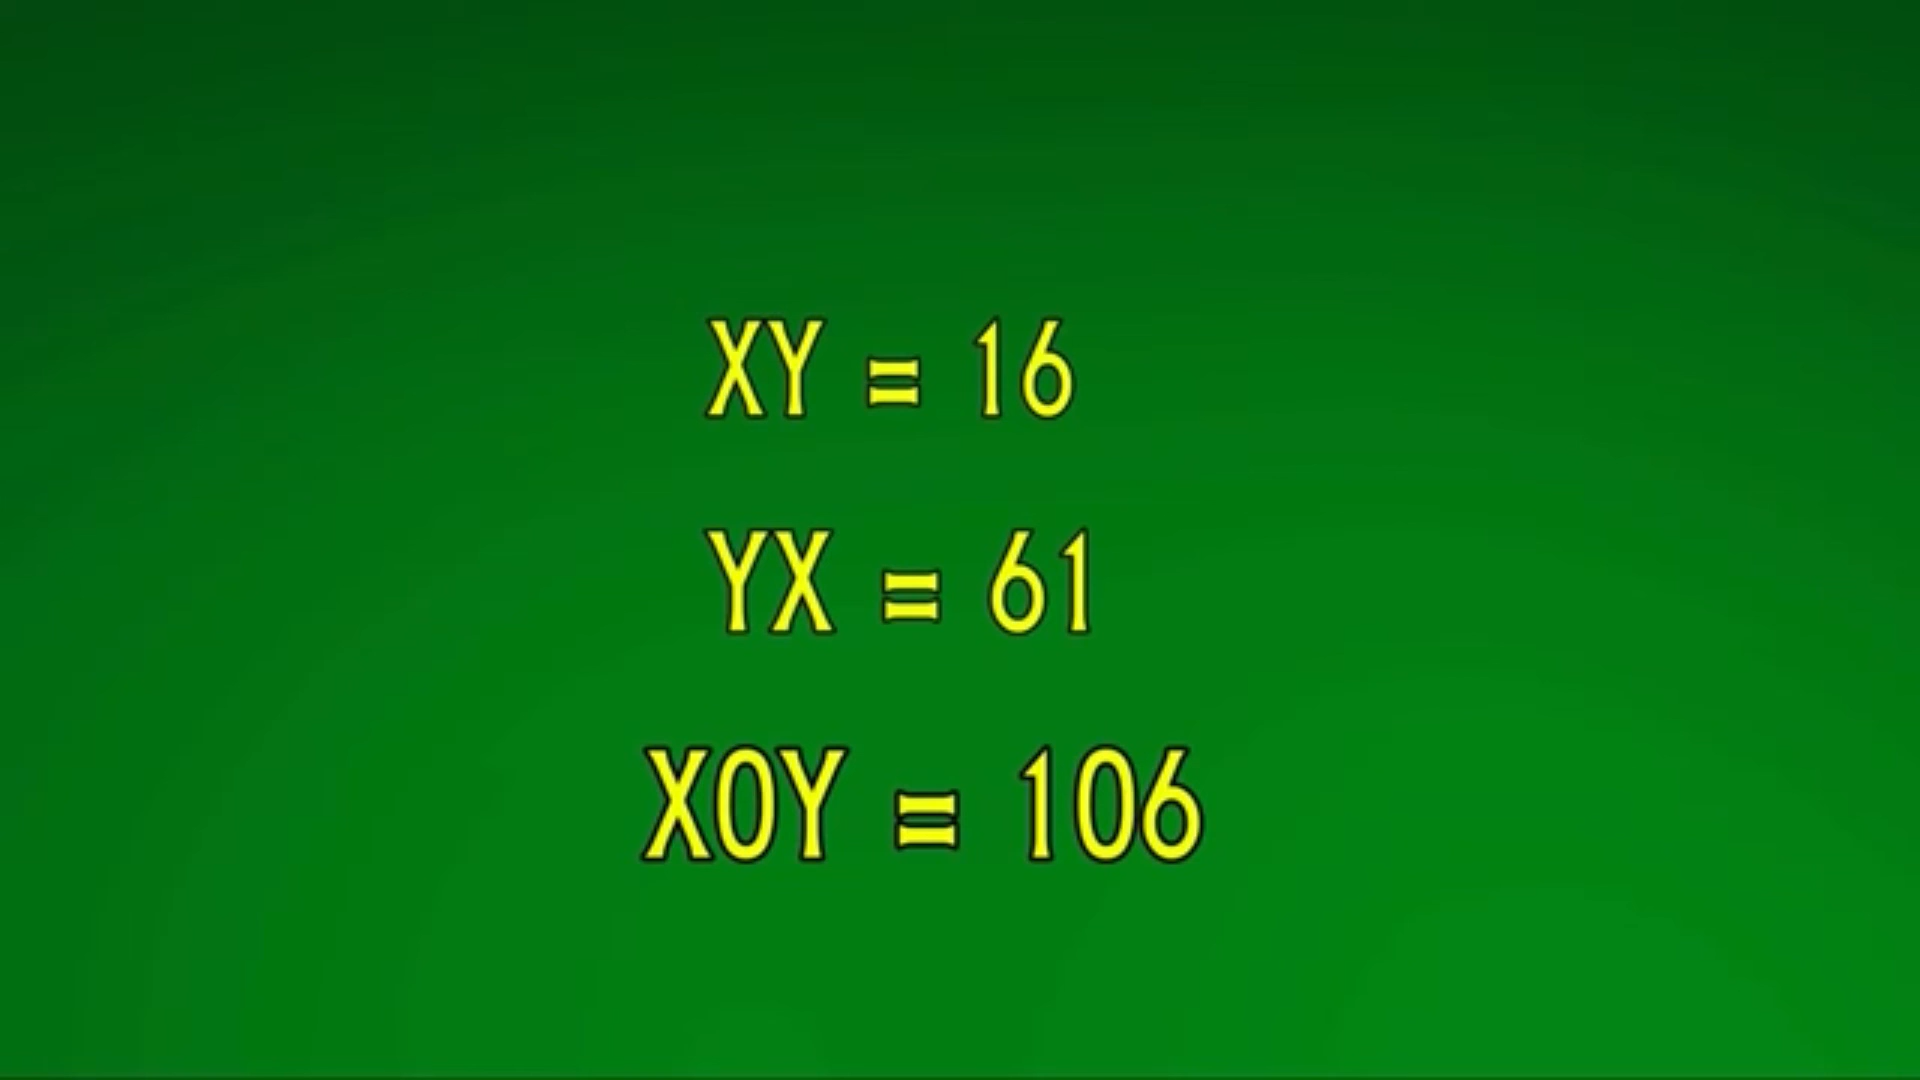 XY = 16
YX = 61
X0Y = 106